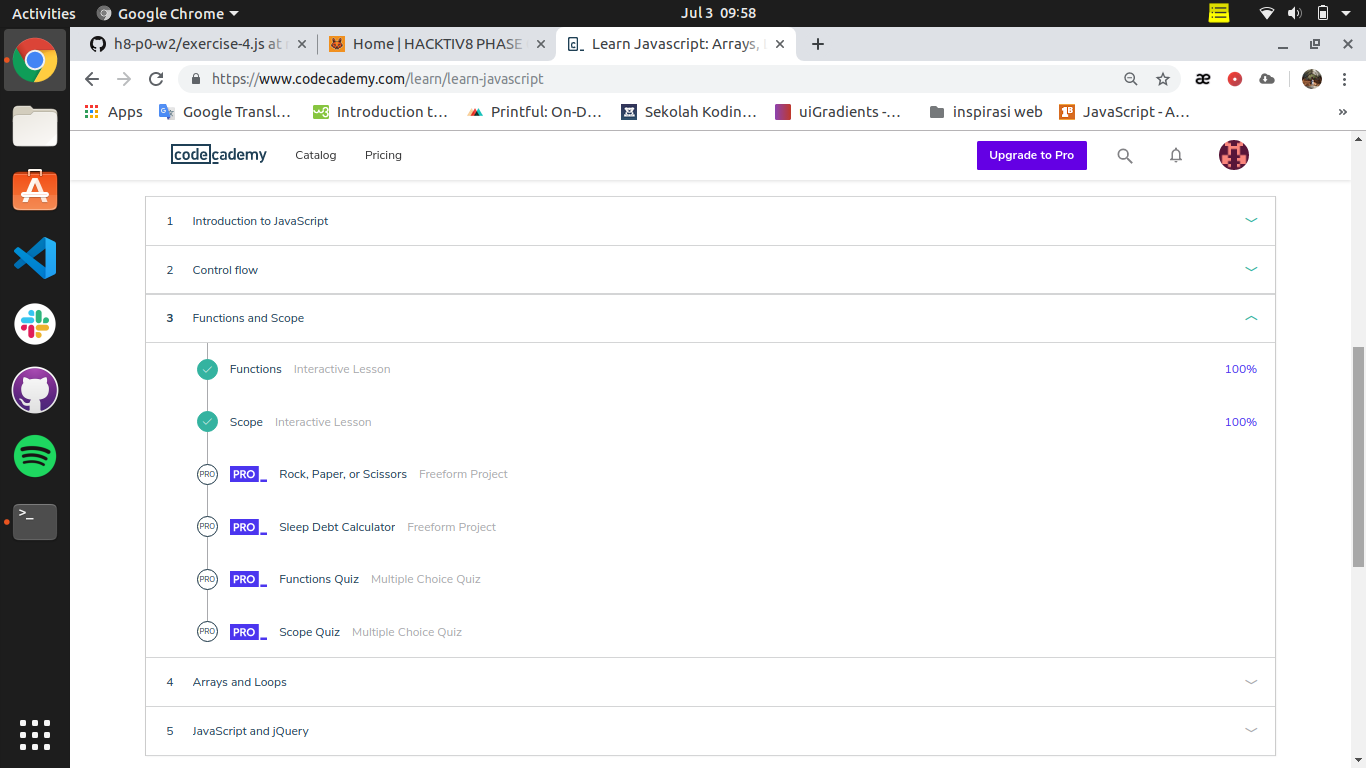 Activities Google Chrome Jul 3 09:58
h8-p0-w2/exercise-4.js at Home | HACKTIV8 PHASE Learn Javascript: Arrays,
https://www.codecademy.com/learn/learn-javascript
Apps Google Transl... Introduction t... Printful: On-D... Sekolah Kodin... uiGradients -... inspirasi web JavaScript - A... »
codecademy Catalog Pricing Upgrade to Pro
1 Introduction to JavaScript
2 Control flow
3 Functions and Scope
Functions Interactive Lesson 100%
Scope Interactive Lesson 100%
PRO PRO_ Rock, Paper, or Scissors Freeform Project
PRO PRO_ Sleep Debt Calculator Freeform Project
PRO PRO_ Functions Quiz Multiple Choice Quiz
PRO PRO_ Scope Quiz Multiple Choice Quiz
4 Arrays and Loops
5 JavaScript and jQuery